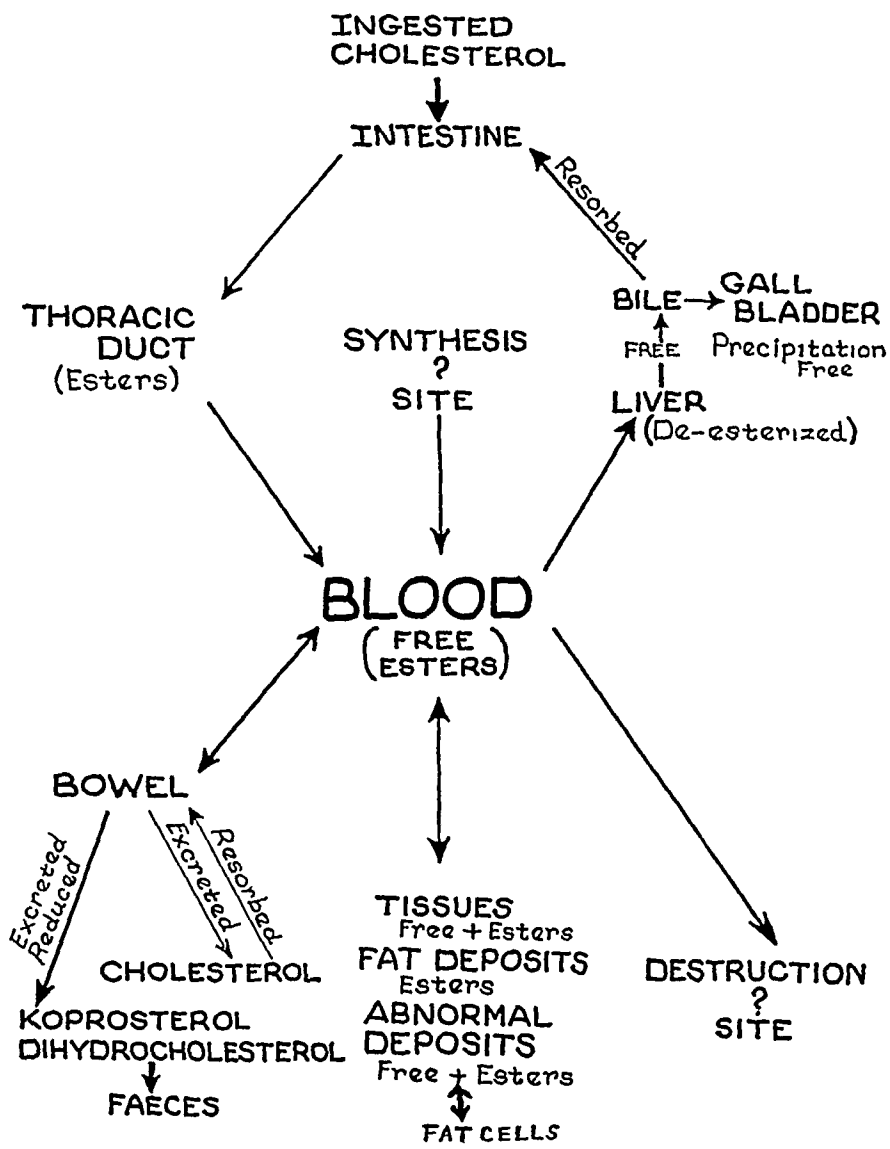 INGESTED
CHOLESTEROL
INTESTINE
Resorbed
BILE
GALL
BLADDER
FREE
Precipitation
Free
LIVER
(De-esterized)
THORACIC
DUCT
(Esters)
SYNTHESIS
?
SITE
BLOOD
(FREE
ESTERS)
BOWEL
Excreted
Reduced
Excreted
Resorbed
CHOLESTEROL
KOPROSTEROL
DIHYDROCHOLESTEROL
FAECES
TISSUES
Free + Esters
FAT DEPOSITS
Esters
ABNORMAL
DEPOSITS
Free + Esters
FAT CELLS
DESTRUCTION
?
SITE